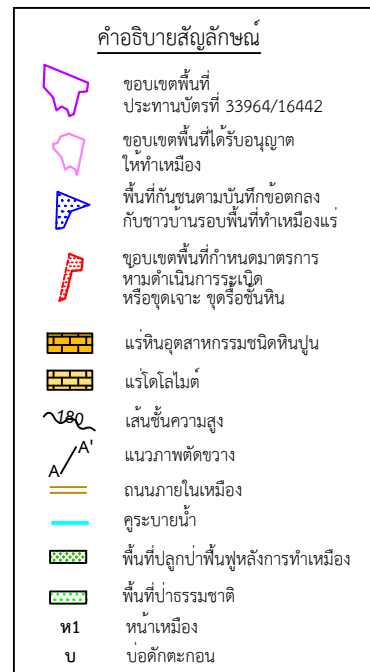 คำอธิบายสัญลักษณ์
ขอบเขตพื้นที่
ประทานบัตรที่ 33964/16442
ขอบเขตพื้นที่ได้รับอนุญาต
ให้ทำเหมือง
พื้นที่กันชนตามบันทึกข้อตกลง
กับชาวบ้านรอบพื้นที่ทำเหมืองแร่
ขอบเขตพื้นที่กำหนดมาตรการ
ห้ามดำเนินการระเบิด
หรือขุดเจาะ ขุดรื้อชั้นหิน
แร่หินอุตสาหกรรมชนิดหินปูน
แร่โดโลไมต์
180 เส้นชั้นความสูง
A A' แนวภาพตัดขวาง
ถนนภายในเหมือง
คูระบายน้ำ
พื้นที่ปลูกป่าฟื้นฟูหลังการทำเหมือง
พื้นที่ป่าธรรมชาติ
ห1 หน้าเหมือง
บ บ่อดักตะกอน